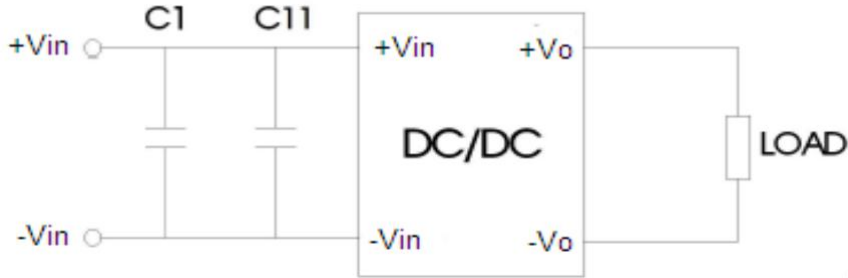 C1 C11
+Vin +Vin +Vo
DC/DC LOAD
-Vin -Vin -Vo